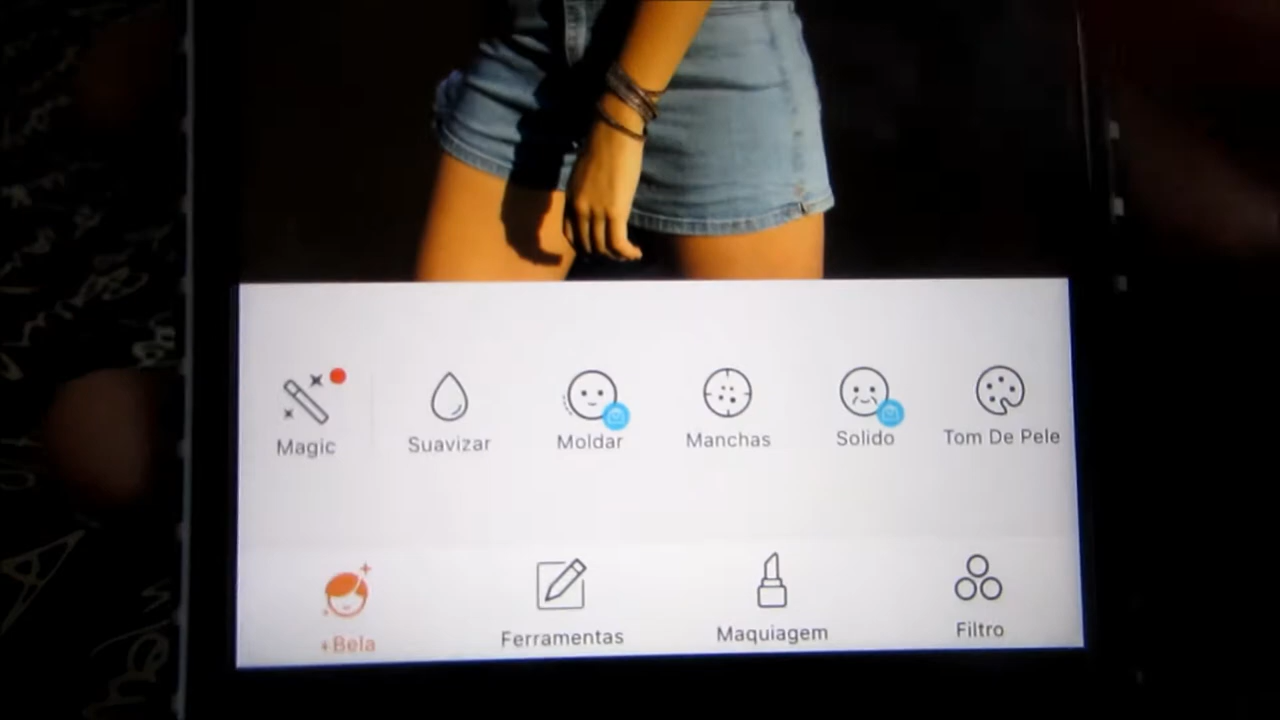 Magic
Suavizar
Moldar
Manchas
Solido
Tom De Pele
+Bela
Ferramentas
Maquiagem
Filtro